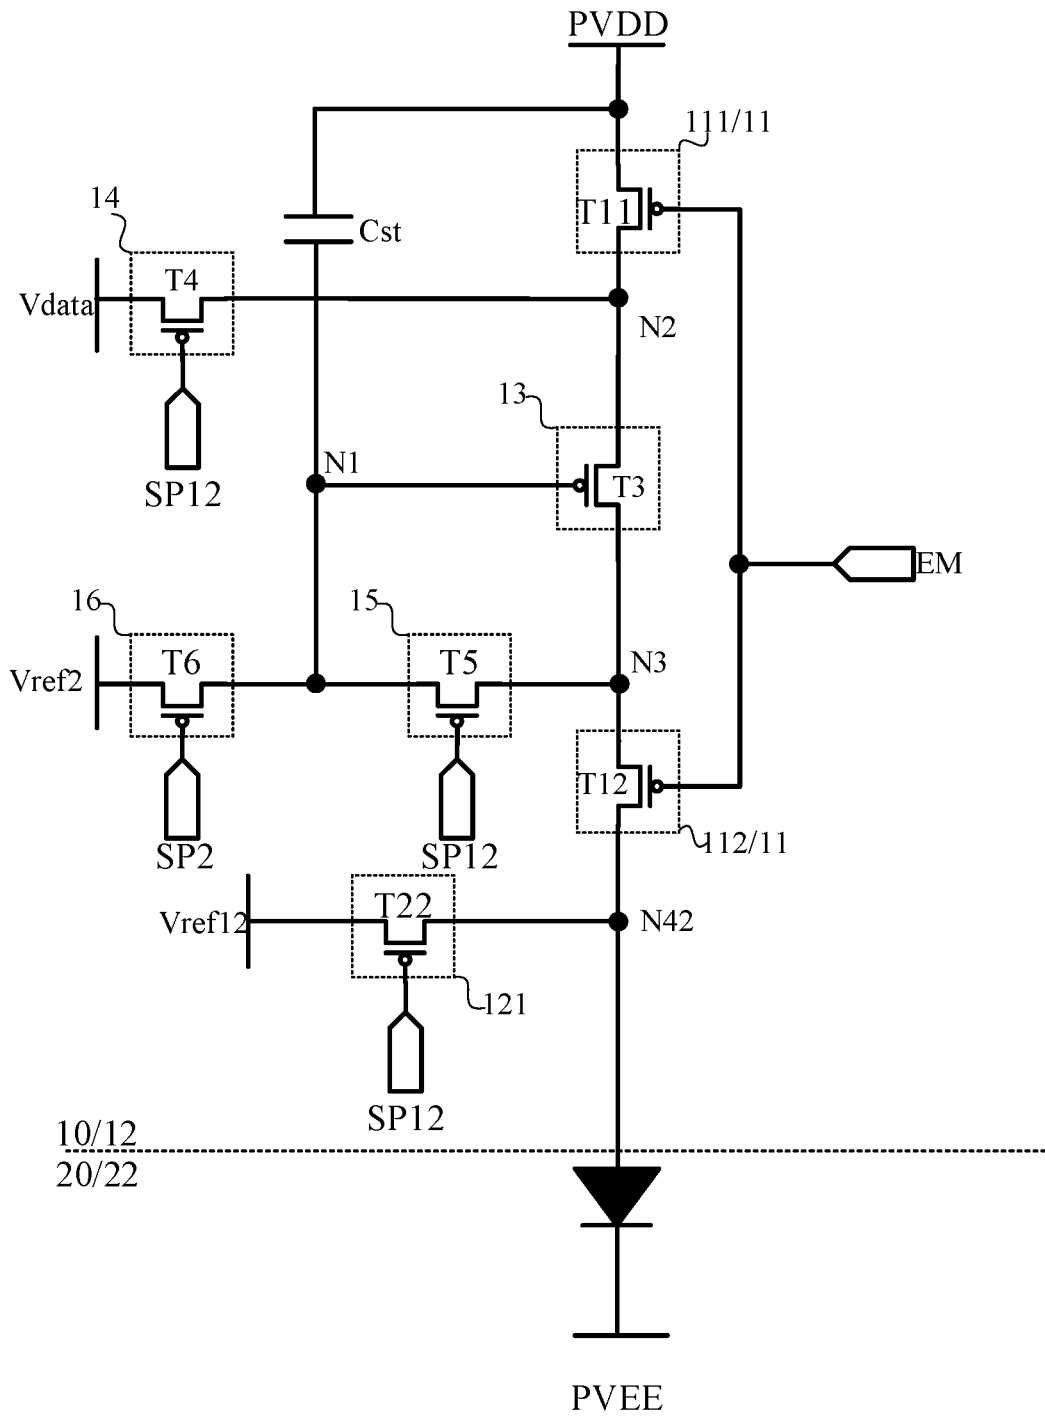 PVDD
111/11
T11
14
T4
Cst
Vdata
N2
SP12
13
N1
T3
EM
16
15
T6
T5
N3
Vref2
T12
SP2
SP12
112/11
T22
Vref12
N42
121
SP12
10/12
20/22
PVEE